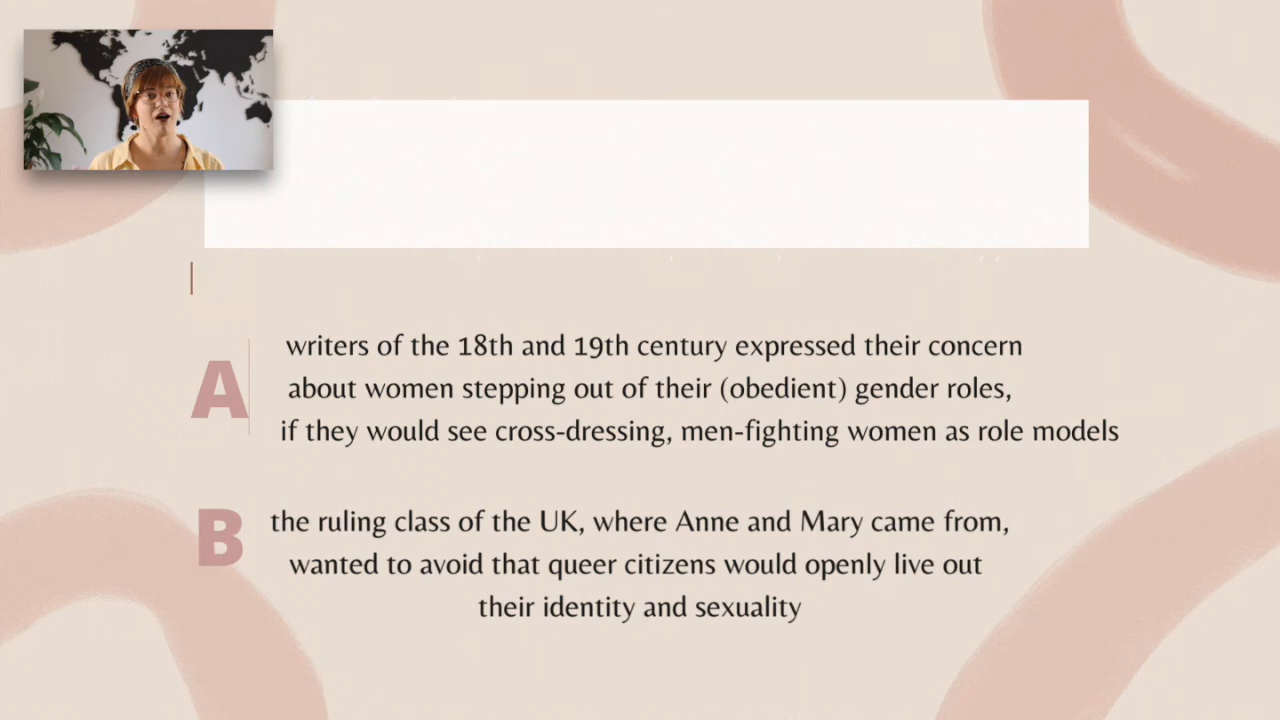 A
writers of the 18th and 19th century expressed their concern
about women stepping out of their (obedient) gender roles,
if they would see cross-dressing, men-fighting women as role models
B
the ruling class of the UK, where Anne and Mary came from,
wanted to avoid that queer citizens would openly live out
their identity and sexuality